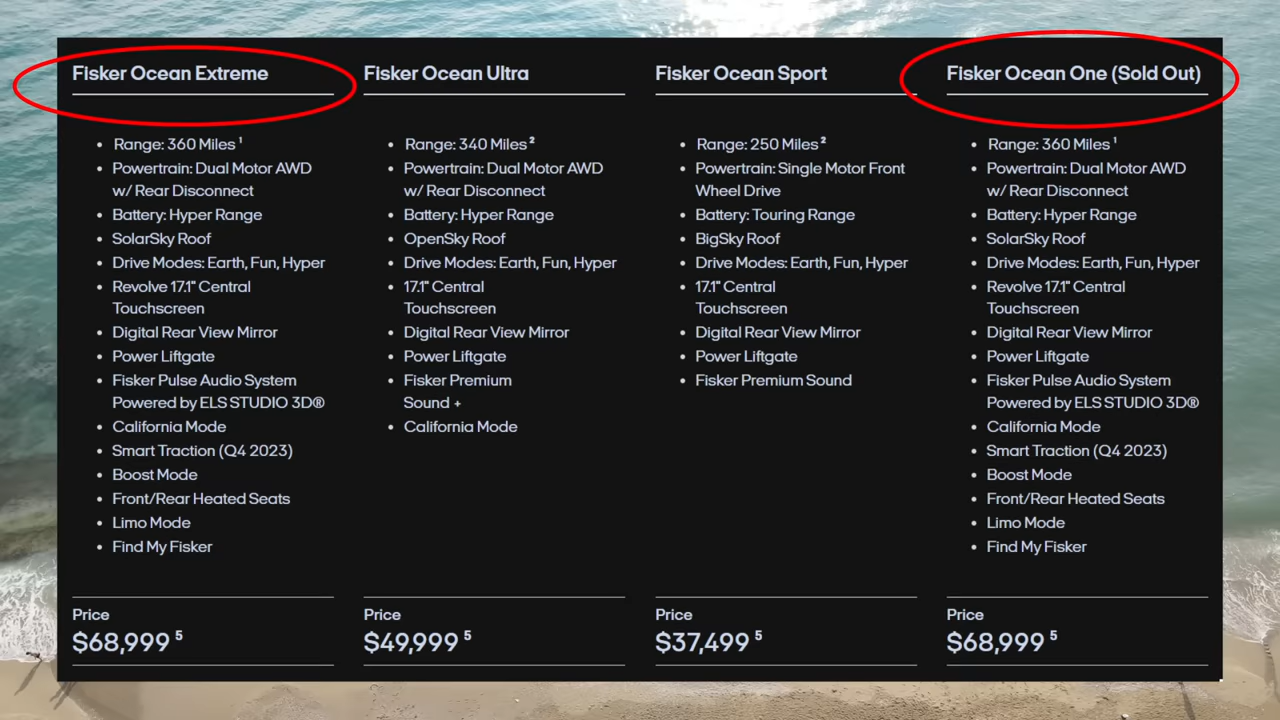 Fisker Ocean Extreme
• Range: 360 Miles ¹
• Powertrain: Dual Motor AWD
w/ Rear Disconnect
• Battery: Hyper Range
• SolarSky Roof
• Drive Modes: Earth, Fun, Hyper
• Revolve 17.1" Central
Touchscreen
• Digital Rear View Mirror
• Power Liftgate
• Fisker Pulse Audio System
Powered by ELS STUDIO 3D®
• California Mode
• Smart Traction (Q4 2023)
• Boost Mode
• Front/Rear Heated Seats
• Limo Mode
• Find My Fisker
Price
$68,999 ⁵
Fisker Ocean Ultra
• Range: 340 Miles ²
• Powertrain: Dual Motor AWD
w/ Rear Disconnect
• Battery: Hyper Range
• OpenSky Roof
• Drive Modes: Earth, Fun, Hyper
• 17.1" Central
Touchscreen
• Digital Rear View Mirror
• Power Liftgate
• Fisker Premium
Sound +
• California Mode
Price
$49,999 ⁵
Fisker Ocean Sport
• Range: 250 Miles ²
• Powertrain: Single Motor Front
Wheel Drive
• Battery: Touring Range
• BigSky Roof
• Drive Modes: Earth, Fun, Hyper
• 17.1" Central
Touchscreen
• Digital Rear View Mirror
• Power Liftgate
• Fisker Premium Sound
Price
$37,499 ⁵
Fisker Ocean One (Sold Out)
• Range: 360 Miles ¹
• Powertrain: Dual Motor AWD
w/ Rear Disconnect
• Battery: Hyper Range
• SolarSky Roof
• Drive Modes: Earth, Fun, Hyper
• Revolve 17.1" Central
Touchscreen
• Digital Rear View Mirror
• Power Liftgate
• Fisker Pulse Audio System
Powered by ELS STUDIO 3D®
• California Mode
• Smart Traction (Q4 2023)
• Boost Mode
• Front/Rear Heated Seats
• Limo Mode
• Find My Fisker
Price
$68,999 ⁵